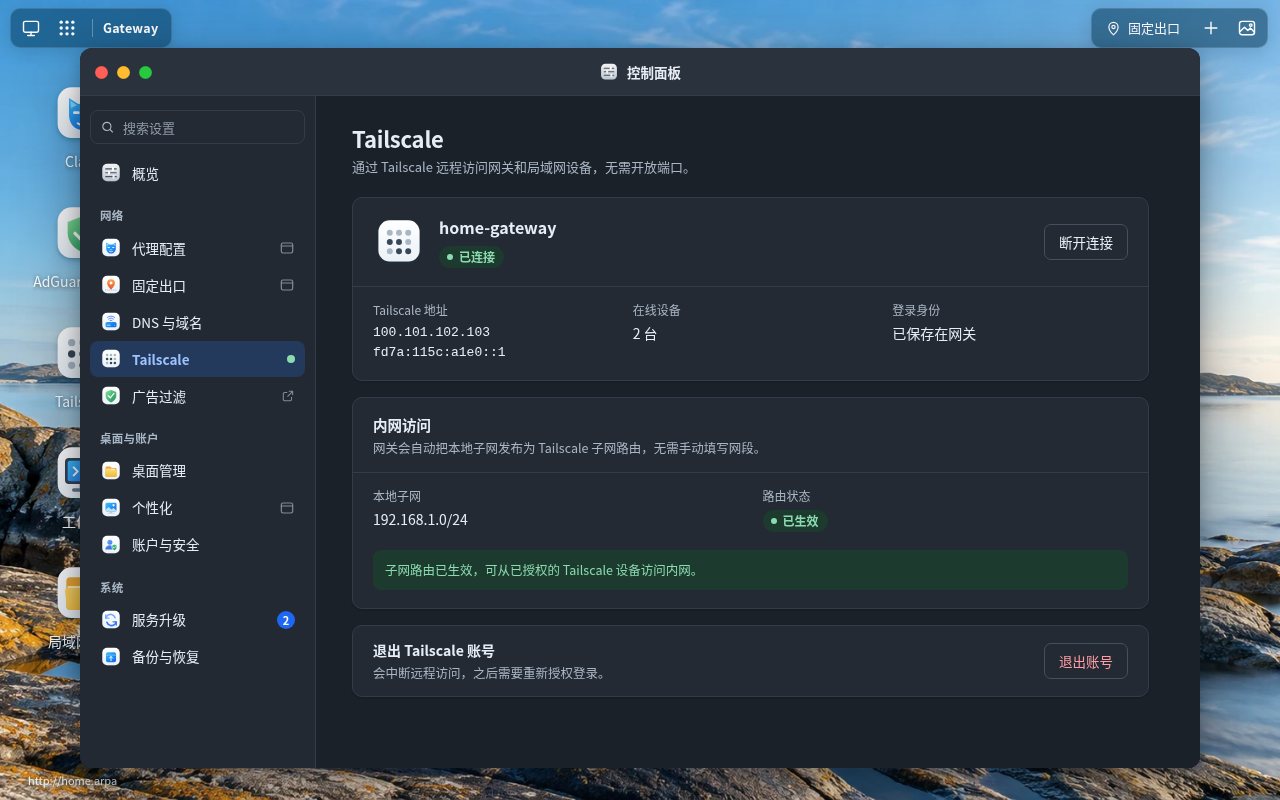 Gateway
固定出口
控制面板
搜索设置
概览
网络
代理配置
固定出口
DNS 与域名
Tailscale
广告过滤
桌面与账户
桌面管理
个性化
账户与安全
系统
服务升级
2
备份与恢复
Tailscale
通过 Tailscale 远程访问网关和局域网设备，无需开放端口。
home-gateway
已连接
断开连接
Tailscale 地址
100.101.102.103
fd7a:115c:a1e0::1
在线设备
2 台
登录身份
已保存在网关
内网访问
网关会自动把本地子网发布为 Tailscale 子网路由，无需手动填写网段。
本地子网
192.168.1.0/24
路由状态
已生效
子网路由已生效，可从已授权的 Tailscale 设备访问内网。
退出 Tailscale 账号
会中断远程访问，之后需要重新授权登录。
退出账号
http://home.arpa